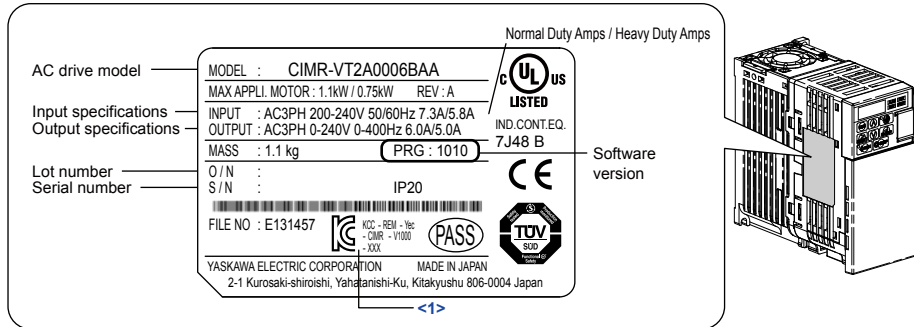 Normal Duty Amps / Heavy Duty Amps
AC drive model
MODEL : CIMR-VT2A0006BAA
MAX APPLI. MOTOR : 1.1kW / 0.75kW REV : A
Input specifications
INPUT : AC3PH 200-240V 50/60Hz 7.3A/5.8A
Output specifications
OUTPUT : AC3PH 0-240V 0-400Hz 6.0A/5.0A
MASS : 1.1 kg PRG : 1010
Software
version
Lot number
O / N :
Serial number
S / N : IP20
FILE NO : E131457
KCC - REM - Yec
- CIMR - V1000
- XXX
PASS
C UL US
LISTED
IND.CONT.EQ.
7J48 B
CE
TÜV
SUD
Functional
Safety
YASKAWA ELECTRIC CORPORATION MADE IN JAPAN
2-1 Kurosaki-shiroishi, Yahatanishi-Ku, Kitakyushu 806-0004 Japan
<1>